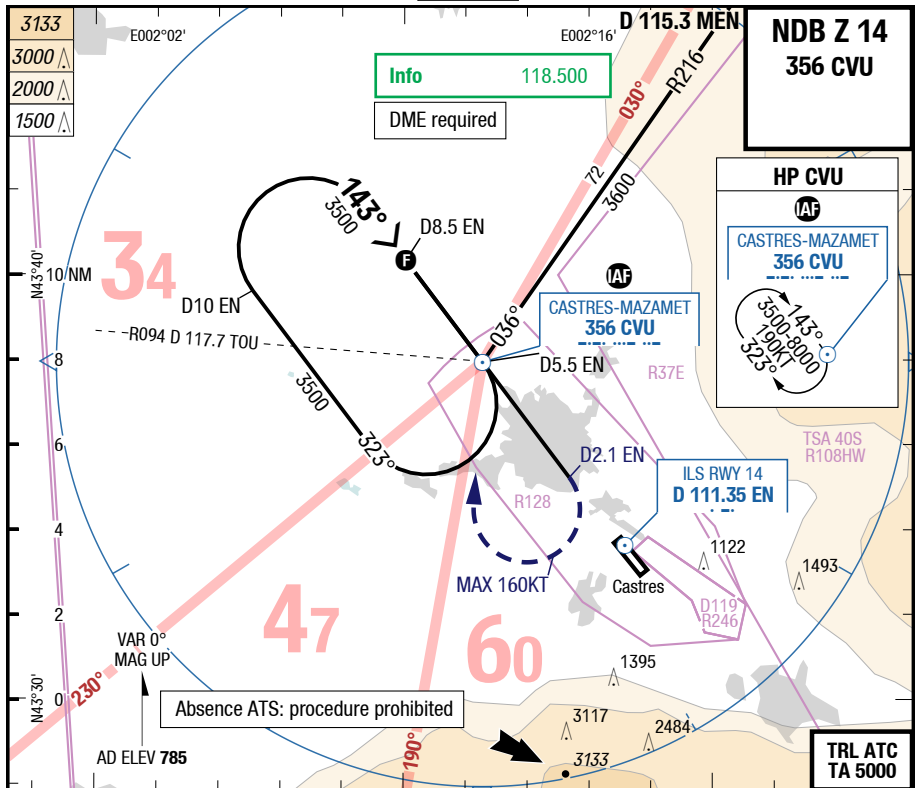 3133
3000
2000
1500
E002°02'
E002°16'
D 115.3 MEN
NDB Z 14
356 CVU
Info 118.500
DME required
R216
030°
72
3600
HP CVU
IAF
CASTRES-MAZAMET
356 CVU
143°
3500-8000
190KT
323°
143°
3500
D8.5 EN
F
34
N43°40'
10 NM
D10 EN
IAF
CASTRES-MAZAMET
356 CVU
036°
R094 D 117.7 TOU
8
D5.5 EN
R37E
3500
323°
6
D2.1 EN
TSA 40S
R108HW
ILS RWY 14
D 111.35 EN
R128
4
1122
1493
MAX 160KT
Castres
D119
R246
2
47
60
VAR 0°
MAG UP
1395
230°
N43°30'
0
Absence ATS: procedure prohibited
3117
2484
190°
3133
AD ELEV 785
TRL ATC
TA 5000